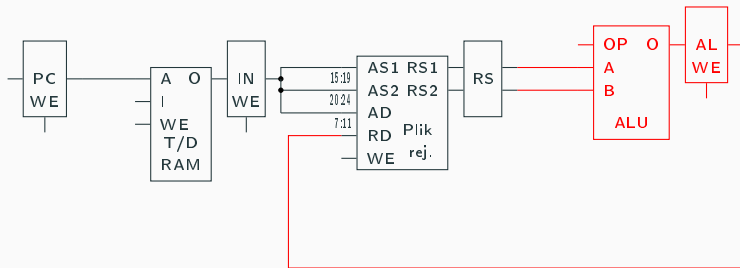 PC
WE
A O
I
WE
T/D
RAM
IN
WE
15:19
20:24
7:11
AS1 RS1
AS2 RS2
AD
RD
WE
Plik
rej.
RS
OP O
A
B
ALU
AL
WE